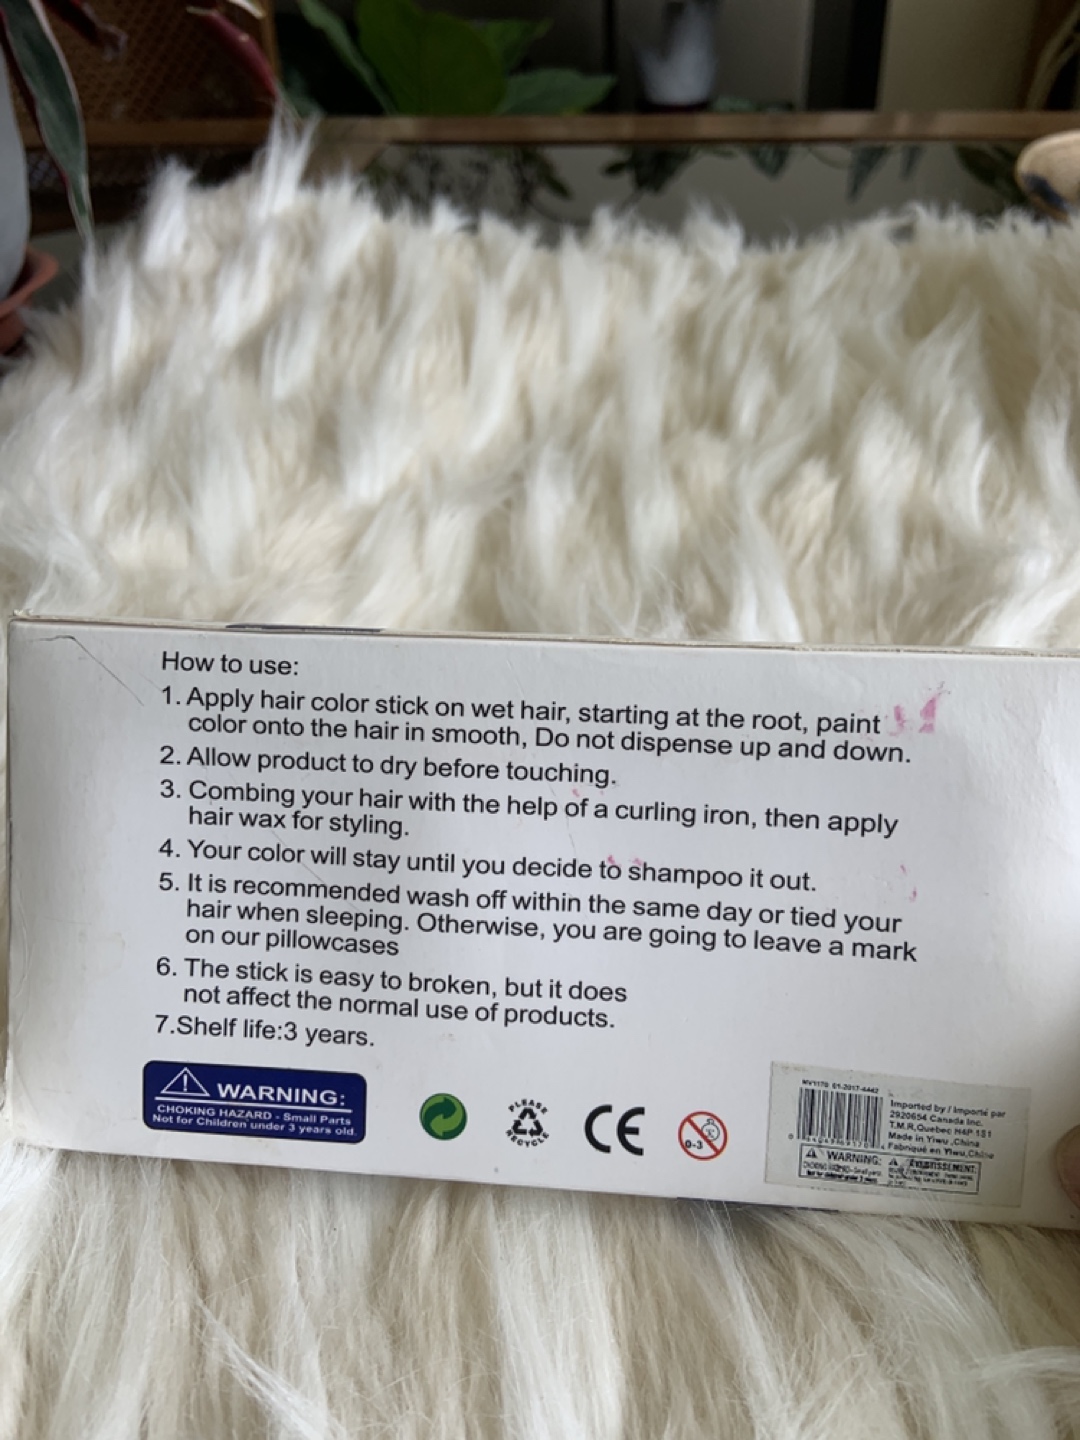 How to use:
1. Apply hair color stick on wet hair, starting at the root, paint
color onto the hair in smooth, Do not dispense up and down.
2. Allow product to dry before touching.
3. Combing your hair with the help of a curling iron, then apply
hair wax for styling.
4. Your color will stay until you decide to shampoo it out.
5. It is recommended wash off within the same day or tied your
hair when sleeping. Otherwise, you are going to leave a mark
on our pillowcases
6. The stick is easy to broken, but it does
not affect the normal use of products.
7.Shelf life:3 years.
WARNING:
CHOKING HAZARD - Small Parts
Not for Children under 3 years old.
PLEASE
RECYCLE
CE
0-3
01-2017-4442
Imported by / Importé par
2920654 Canada Inc.
T.M.R,Quebec H4P 1S1
Made in Yiwu ,China
Fabriqué en Yiwu,Chine
WARNING:
AVERTISSEMENT: